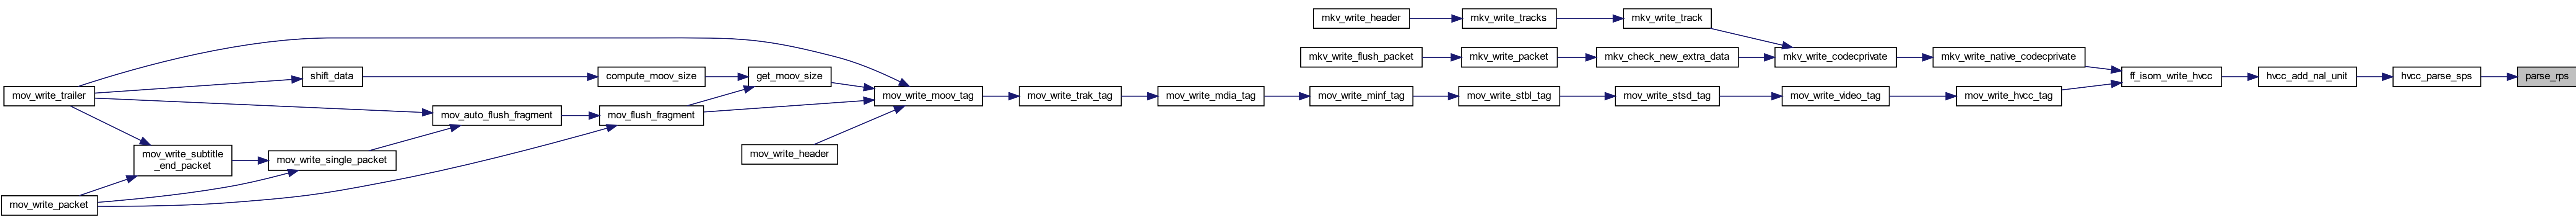 mkv_write_header
mkv_write_tracks
mkv_write_track
mkv_write_flush_packet
mkv_write_packet
mkv_check_new_extra_data
mkv_write_codecprivate
mkv_write_native_codecprivate
shift_data
compute_moov_size
get_moov_size
ff_isom_write_hvcc
hvcc_add_nal_unit
hvcc_parse_sps
parse_rps
mov_write_trailer
mov_write_moov_tag
mov_write_trak_tag
mov_write_mdia_tag
mov_write_minf_tag
mov_write_stbl_tag
mov_write_stsd_tag
mov_write_video_tag
mov_write_hvcc_tag
mov_auto_flush_fragment
mov_flush_fragment
mov_write_subtitle
_end_packet
mov_write_single_packet
mov_write_header
mov_write_packet